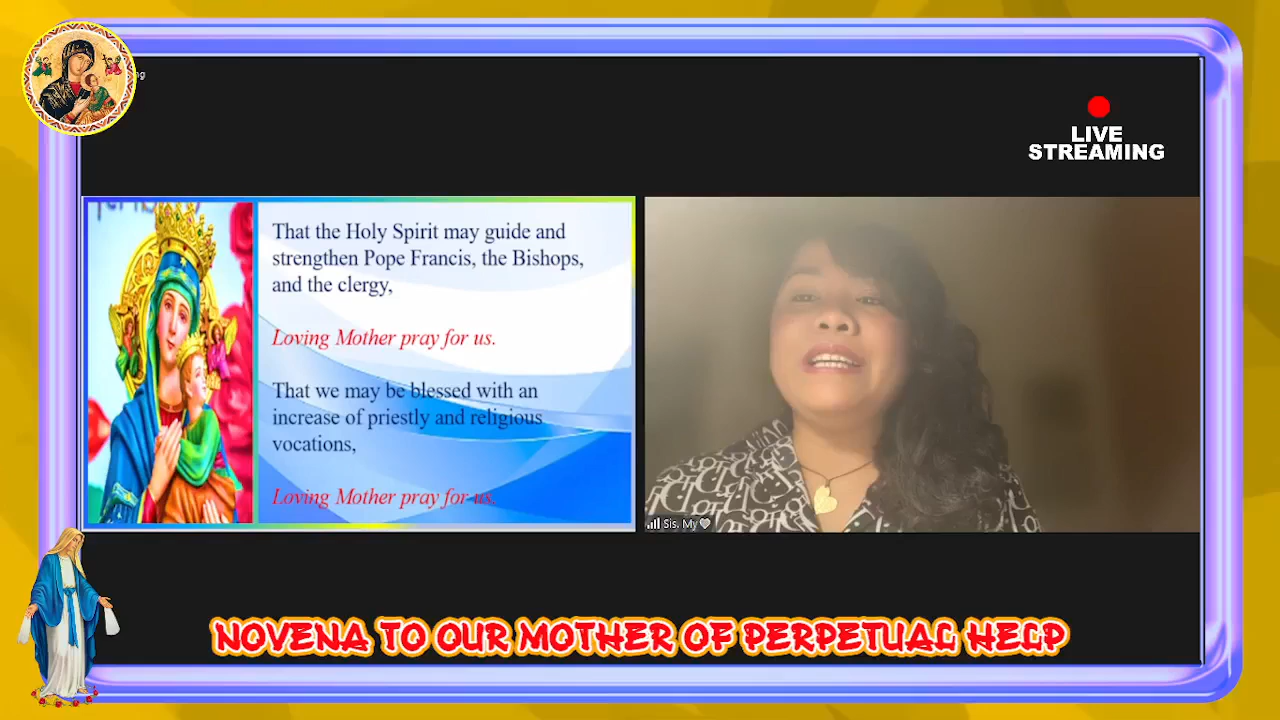 LIVE
STREAMING
That the Holy Spirit may guide and
strengthen Pope Francis, the Bishops,
and the clergy,
Loving Mother pray for us.
That we may be blessed with an
increase of priestly and religious
vocations,
Loving Mother pray for us.
Sis. My
NOVENA TO OUR MOTHER OF PERPETUAL HELP